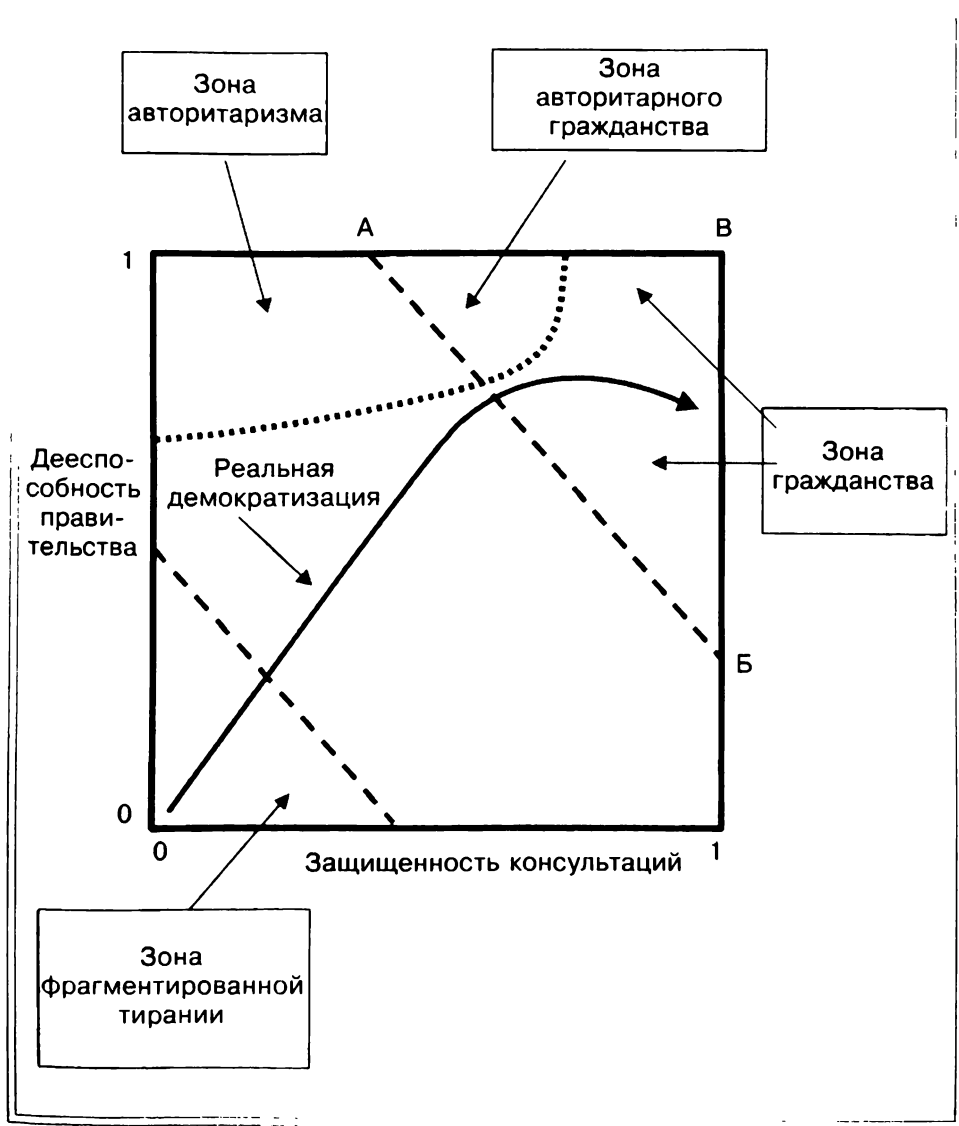 Зона
авторитаризма
Зона
авторитарного
гражданства
А
В
1
Дееспо-
собность
прави-
тельства
Реальная
демократизация
Зона
гражданства
Б
0
0
Защищенность консультаций
1
Зона
фрагментированной
тирании